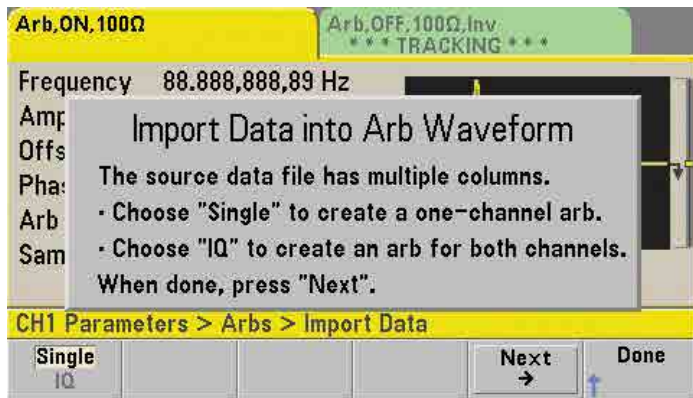 Arb,ON,100Ω
Arb,OFF,100Ω,Inv
* * * TRACKING * * *
Frequency 88.888,888,89 Hz
Amp
Offs
Phas
Arb
Sam
Import Data into Arb Waveform
The source data file has multiple columns.
· Choose "Single" to create a one-channel arb.
· Choose "IQ" to create an arb for both channels.
When done, press "Next".
CH1 Parameters > Arbs > Import Data
Single
IQ
Next
→
Done